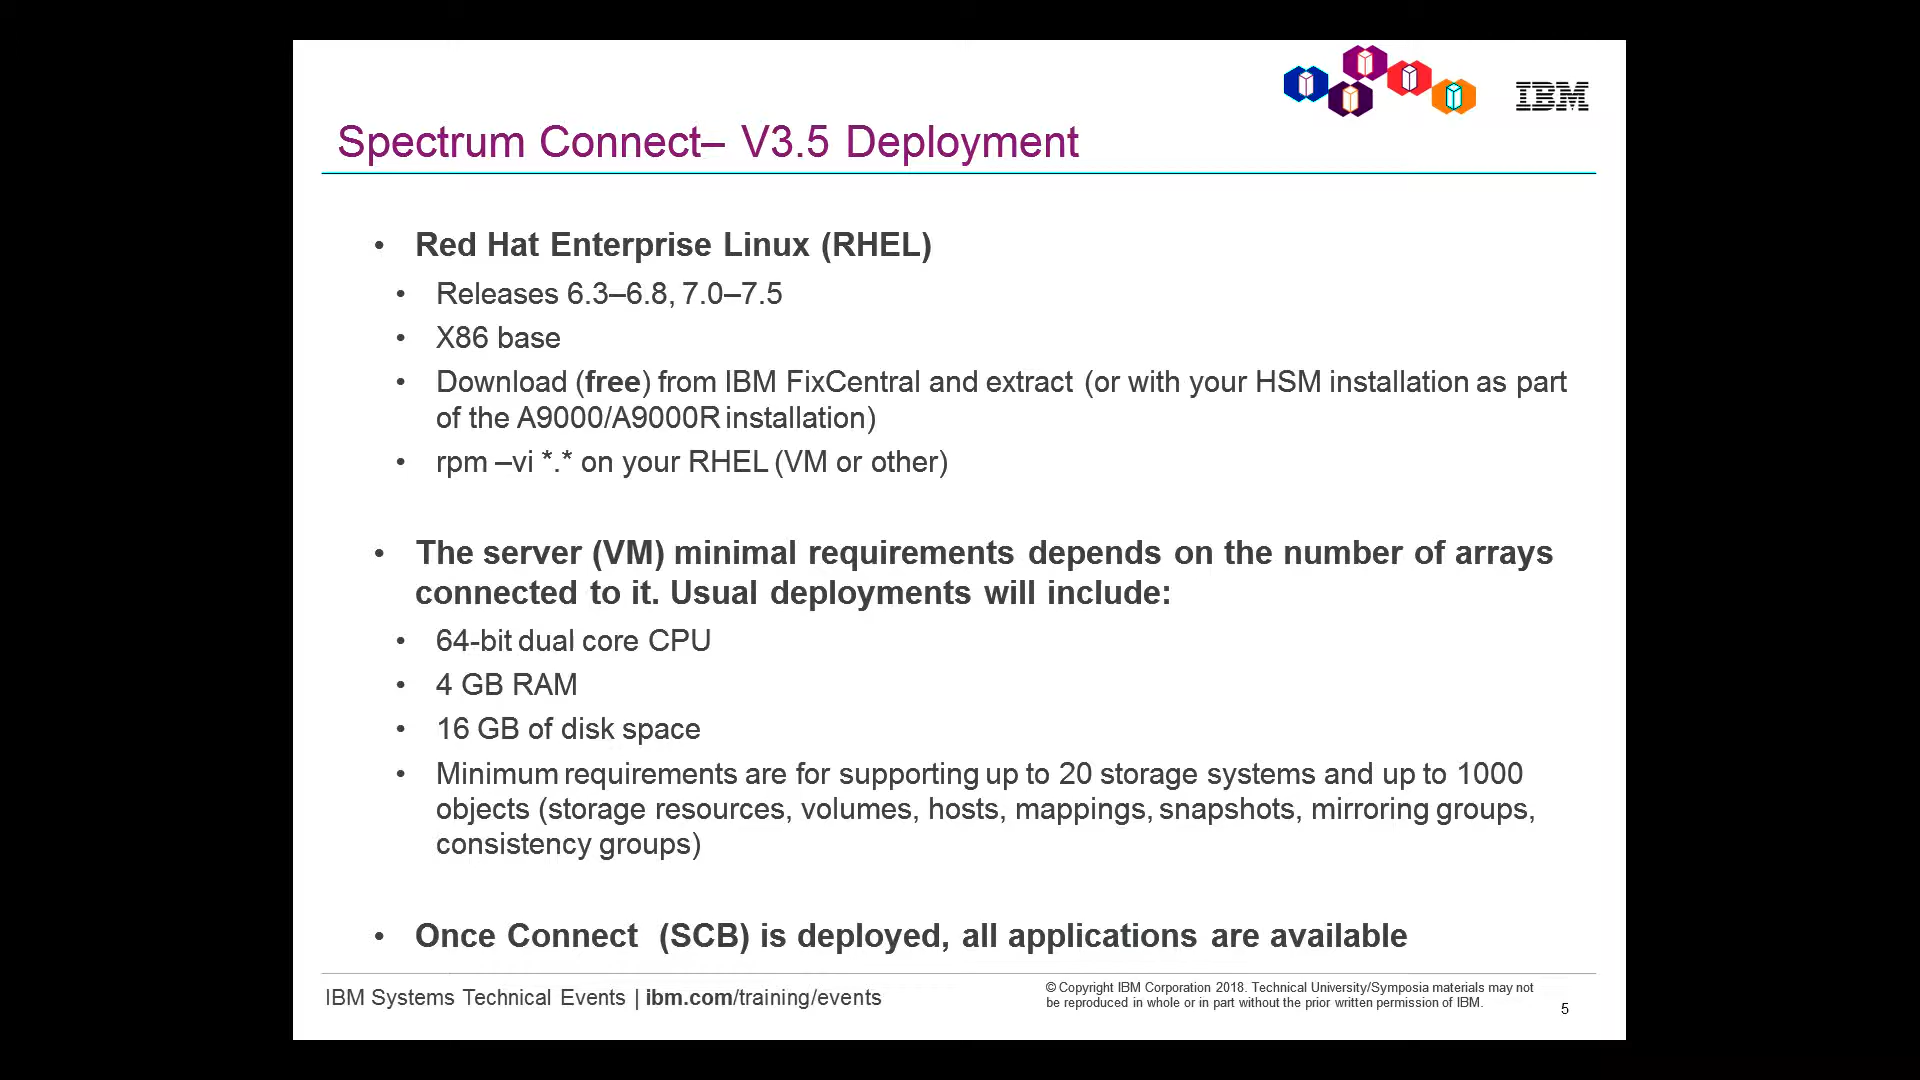 IBM
Spectrum Connect– V3.5 Deployment
• Red Hat Enterprise Linux (RHEL)
• Releases 6.3–6.8, 7.0–7.5
• X86 base
• Download (free) from IBM FixCentral and extract (or with your HSM installation as part
of the A9000/A9000R installation)
• rpm –vi *.* on your RHEL (VM or other)
• The server (VM) minimal requirements depends on the number of arrays
connected to it. Usual deployments will include:
• 64-bit dual core CPU
• 4 GB RAM
• 16 GB of disk space
• Minimum requirements are for supporting up to 20 storage systems and up to 1000
objects (storage resources, volumes, hosts, mappings, snapshots, mirroring groups,
consistency groups)
• Once Connect (SCB) is deployed, all applications are available
IBM Systems Technical Events | ibm.com/training/events
© Copyright IBM Corporation 2018. Technical University/Symposia materials may not
be reproduced in whole or in part without the prior written permission of IBM.
5